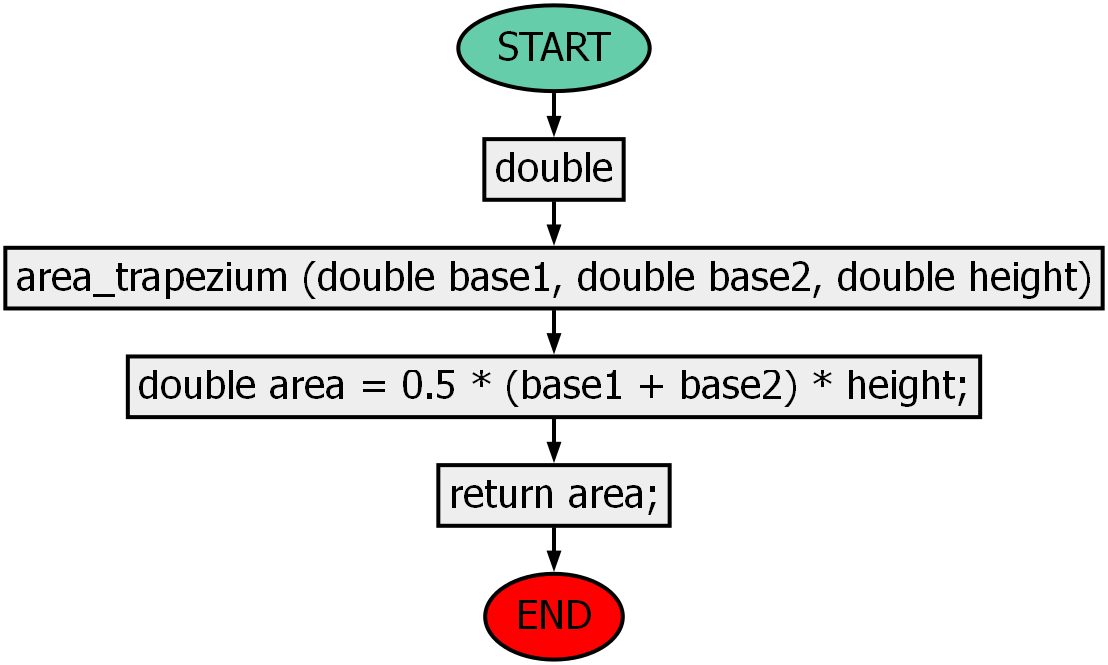 START
double
area_trapezium (double base1, double base2, double height)
double area = 0.5 * (base1 + base2) * height;
return area;
END